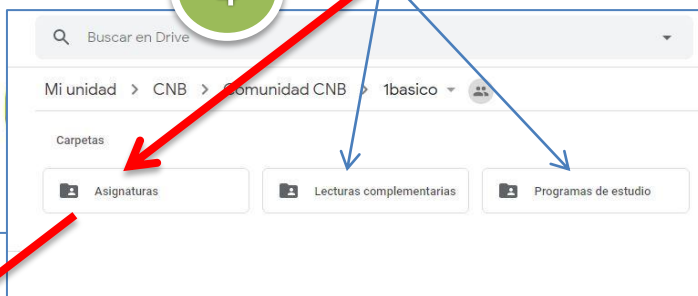 Buscar en Drive
Mi unidad > CNB > Comunidad CNB > 1basico
Carpetas
Asignaturas
Lecturas complementarias
Programas de estudio